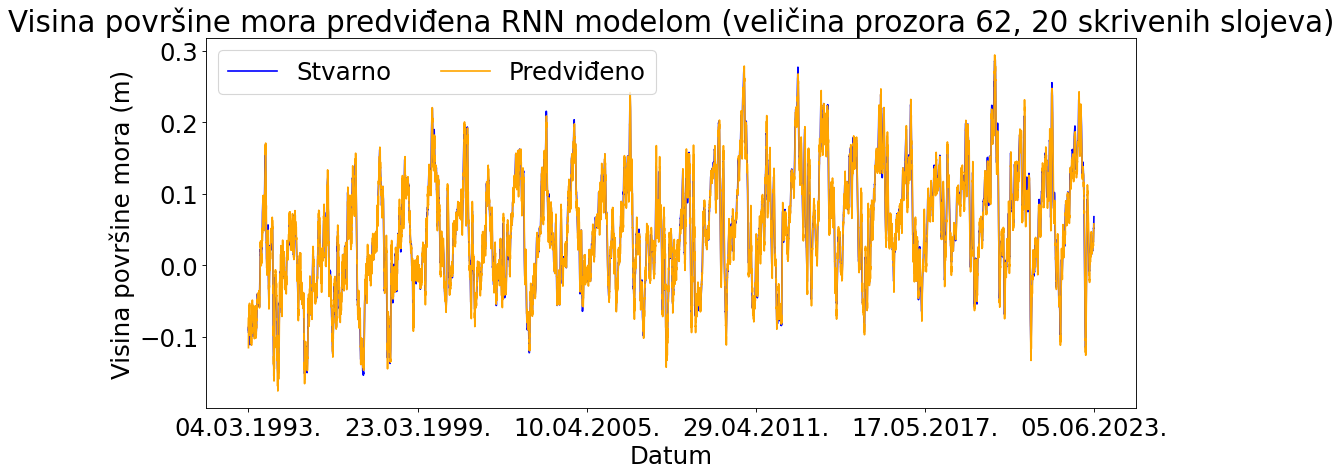 Visina površine mora predviđena RNN modelom (veličina prozora 62, 20 skrivenih slojeva)
Stvarno
Predviđeno
Visina površine mora (m)
0.3
0.2
0.1
0.0
−0.1
04.03.1993.
23.03.1999.
10.04.2005.
29.04.2011.
17.05.2017.
05.06.2023.
Datum